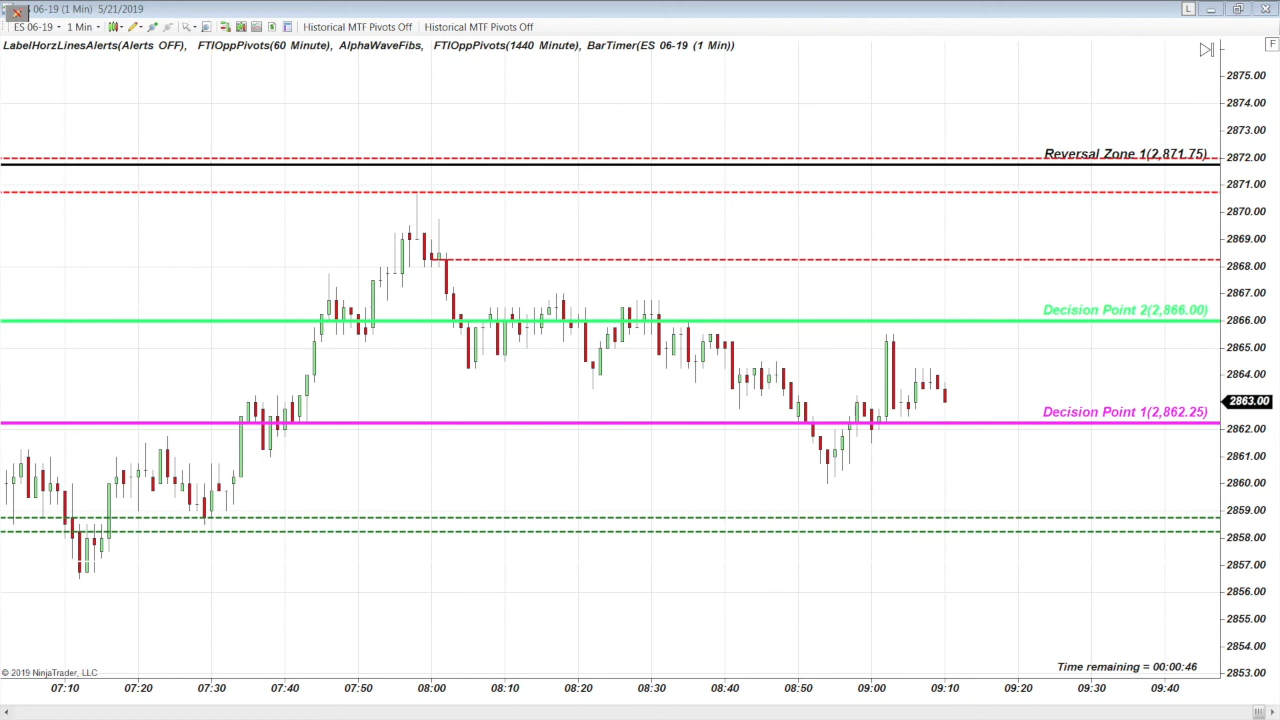 ES 06-19 (1 Min) 5/21/2019
L
ES 06-19 1 Min Historical MTF Pivots Off Historical MTF Pivots Off
LabelHorzLinesAlerts(Alerts OFF), FTIOppPivots(60 Minute), AlphaWaveFibs, FTIOppPivots(1440 Minute), BarTimer(ES 06-19 (1 Min))
F
2875.00
2874.00
2873.00
Reversal Zone 1(2,871.75)
2872.00
2871.00
2870.00
2869.00
2868.00
2867.00
Decision Point 2(2,866.00)
2866.00
2865.00
2864.00
2863.00
Decision Point 1(2,862.25)
2862.00
2861.00
2860.00
2859.00
2858.00
2857.00
2856.00
2855.00
2854.00
2853.00
© 2019 NinjaTrader, LLC
Time remaining = 00:00:46
07:10 07:20 07:30 07:40 07:50 08:00 08:10 08:20 08:30 08:40 08:50 09:00 09:10 09:20 09:30 09:40